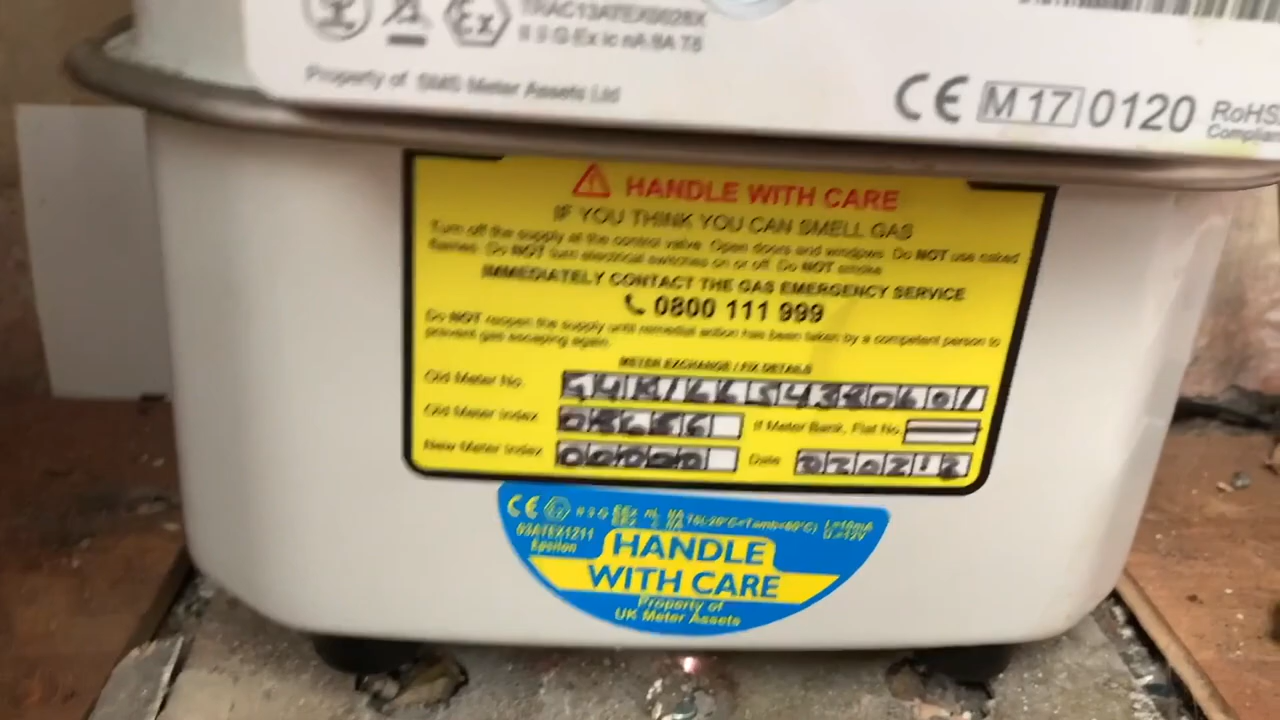 TRAC13ATEX0028X
Property of SMS Meter Assets Ltd
CE M 17 0120 RoHS
HANDLE WITH CARE
IF YOU THINK YOU CAN SMELL GAS
Turn off the supply at the control valve. Open doors and windows. Do NOT use naked
flames. Do NOT turn electrical switches on or off. Do NOT smoke
IMMEDIATELY CONTACT THE GAS EMERGENCY SERVICE
0800 111 999
Do NOT reopen the supply until remedial action has been taken by a competent person to
prevent gas escaping again.
METER EXCHANGE / FIX DETAILS
Old Meter No.
Old Meter Index If Meter Bank, Flat No.
New Meter Index 00000 Date
CE Ex II 3 G
03ATEX1211
Epsilon
HANDLE
WITH CARE
Property of
UK Meter Assets